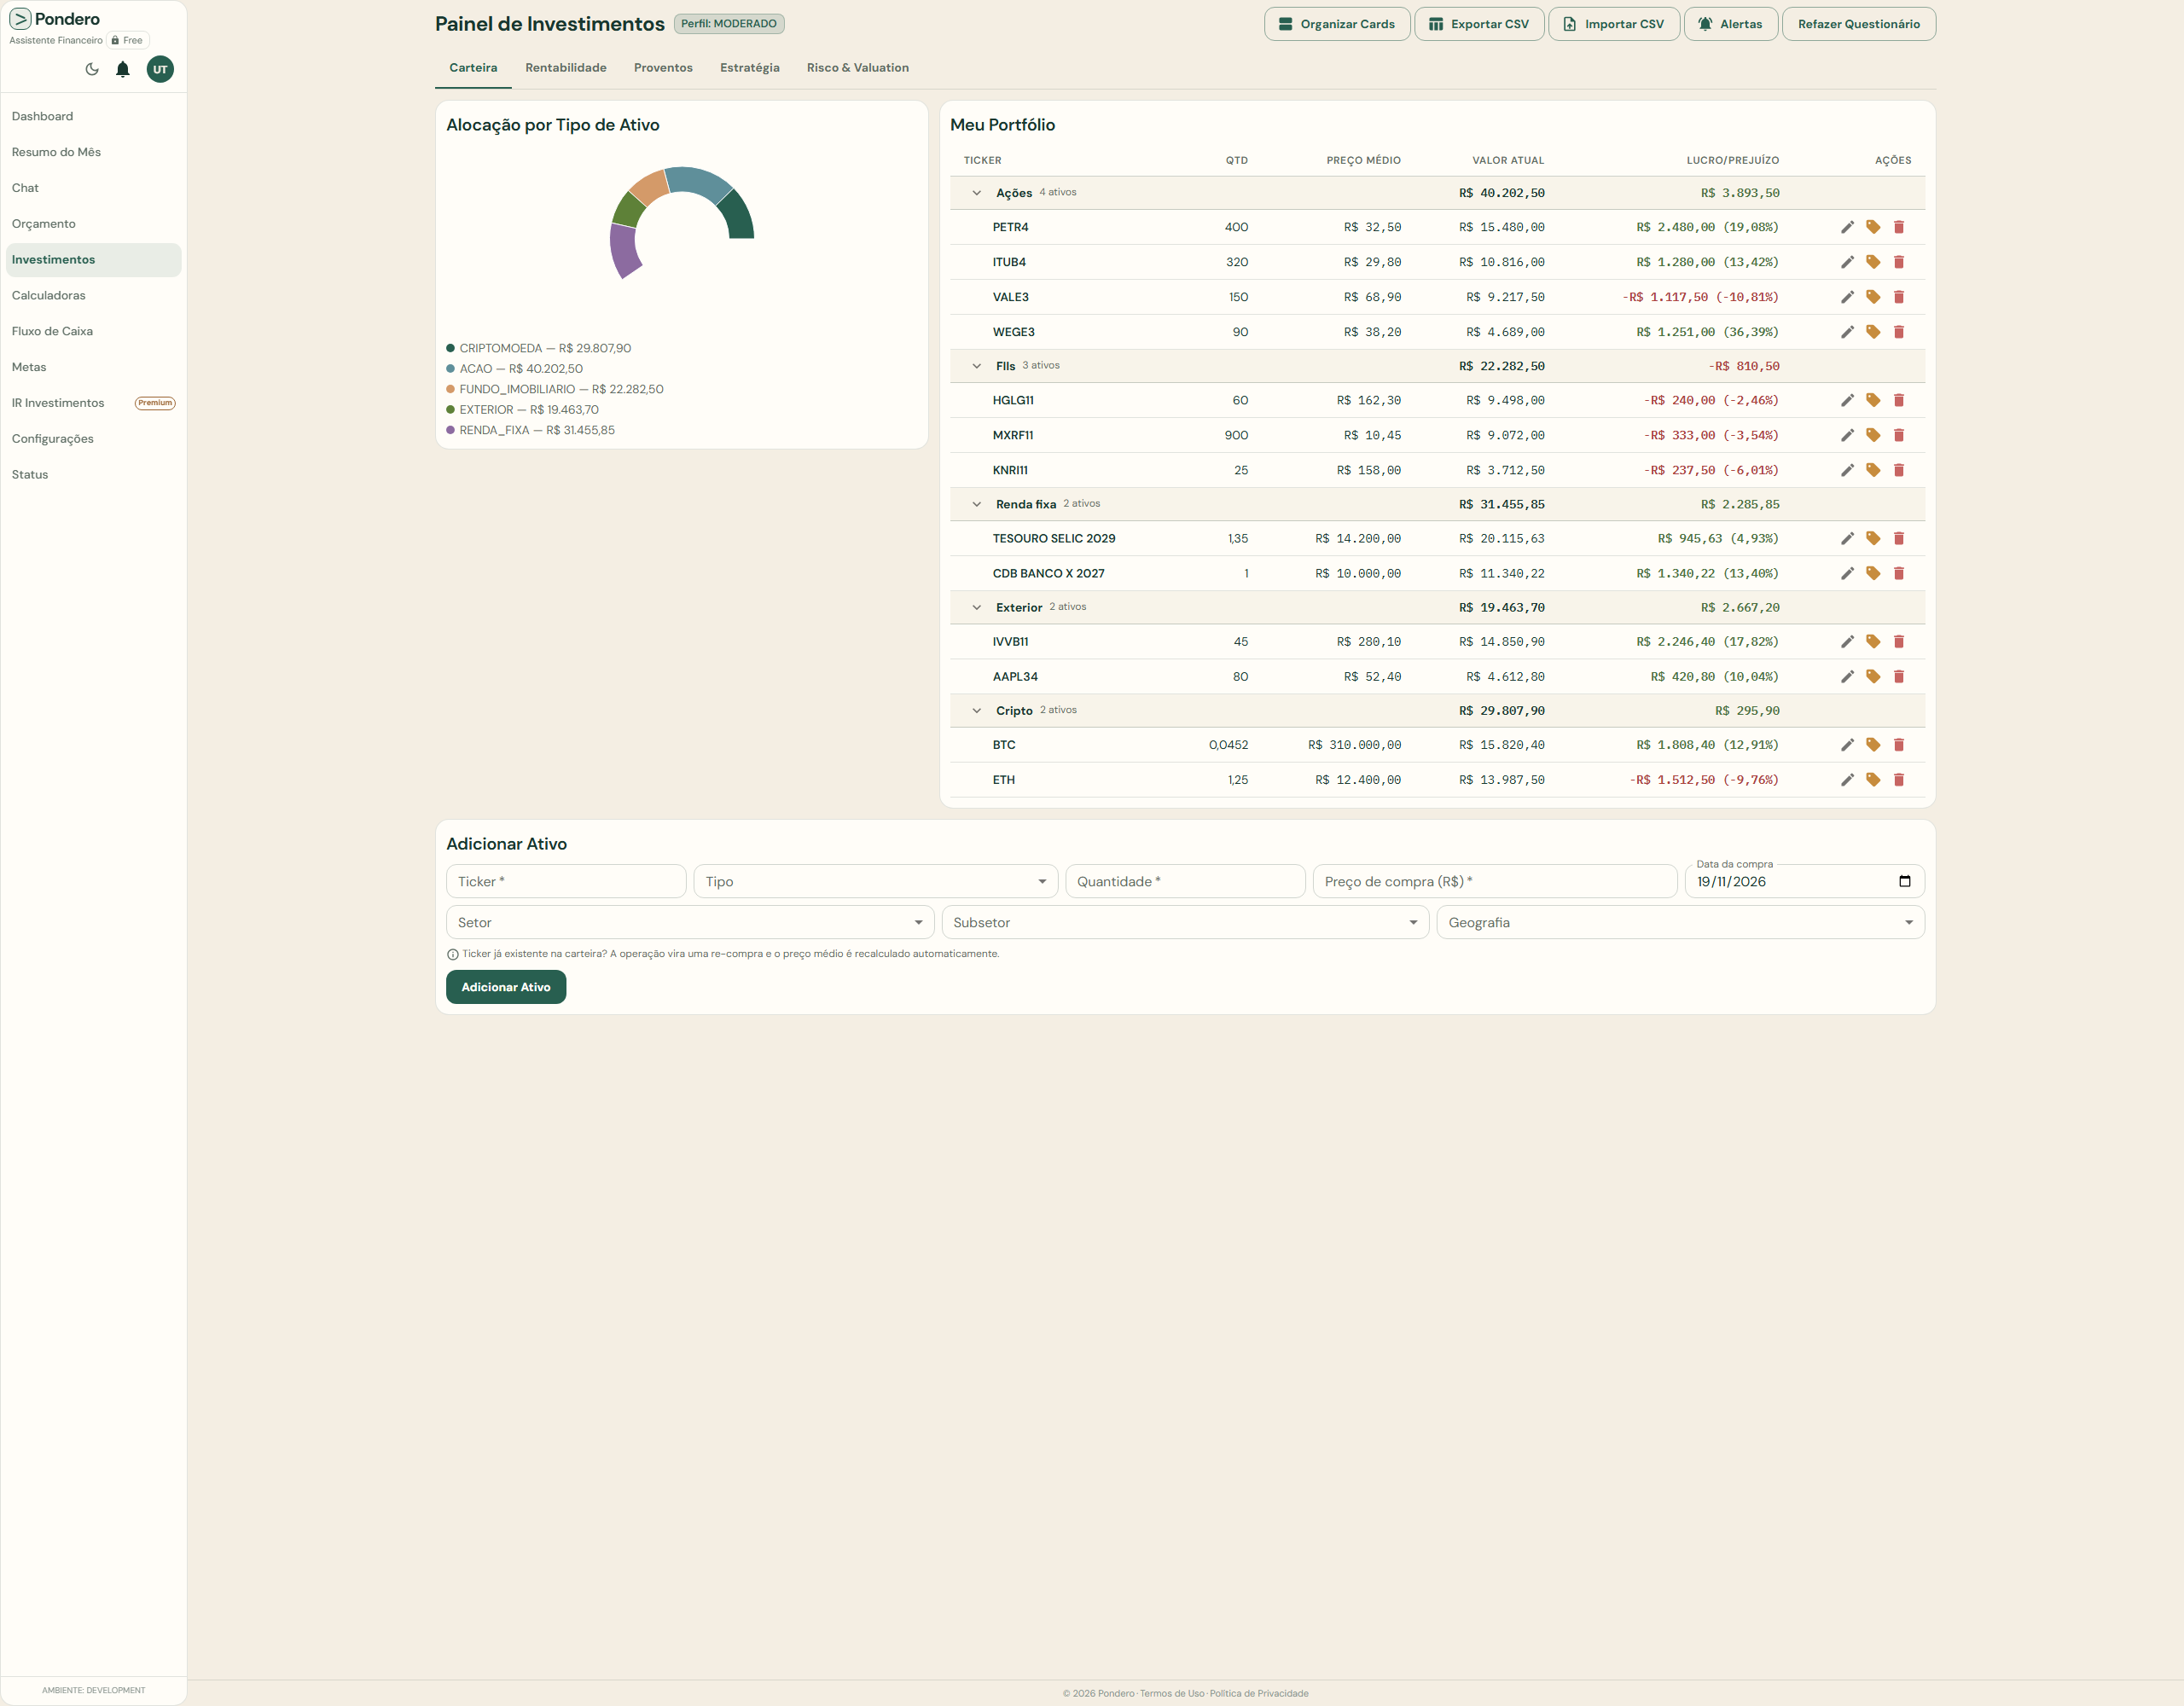 Pondero
Assistente Financeiro Free
UT
Dashboard
Resumo do Mês
Chat
Orçamento
Investimentos
Calculadoras
Fluxo de Caixa
Metas
IR Investimentos Premium
Configurações
Status
AMBIENTE: DEVELOPMENT
Painel de Investimentos Perfil: MODERADO
Organizar Cards Exportar CSV Importar CSV Alertas Refazer Questionário
Carteira Rentabilidade Proventos Estratégia Risco & Valuation
Alocação por Tipo de Ativo
CRIPTOMOEDA — R$ 29.807,90
ACAO — R$ 40.202,50
FUNDO_IMOBILIARIO — R$ 22.282,50
EXTERIOR — R$ 19.463,70
RENDA_FIXA — R$ 31.455,85
Meu Portfólio
TICKER QTD PREÇO MÉDIO VALOR ATUAL LUCRO/PREJUÍZO AÇÕES
Ações 4 ativos R$ 40.202,50 R$ 3.893,50
PETR4 400 R$ 32,50 R$ 15.480,00 R$ 2.480,00 (19,08%)
ITUB4 320 R$ 29,80 R$ 10.816,00 R$ 1.280,00 (13,42%)
VALE3 150 R$ 68,90 R$ 9.217,50 -R$ 1.117,50 (-10,81%)
WEGE3 90 R$ 38,20 R$ 4.689,00 R$ 1.251,00 (36,39%)
FIIs 3 ativos R$ 22.282,50 -R$ 810,50
HGLG11 60 R$ 162,30 R$ 9.498,00 -R$ 240,00 (-2,46%)
MXRF11 900 R$ 10,45 R$ 9.072,00 -R$ 333,00 (-3,54%)
KNRI11 25 R$ 158,00 R$ 3.712,50 -R$ 237,50 (-6,01%)
Renda fixa 2 ativos R$ 31.455,85 R$ 2.285,85
TESOURO SELIC 2029 1,35 R$ 14.200,00 R$ 20.115,63 R$ 945,63 (4,93%)
CDB BANCO X 2027 1 R$ 10.000,00 R$ 11.340,22 R$ 1.340,22 (13,40%)
Exterior 2 ativos R$ 19.463,70 R$ 2.667,20
IVVB11 45 R$ 280,10 R$ 14.850,90 R$ 2.246,40 (17,82%)
AAPL34 80 R$ 52,40 R$ 4.612,80 R$ 420,80 (10,04%)
Cripto 2 ativos R$ 29.807,90 R$ 295,90
BTC 0,0452 R$ 310.000,00 R$ 15.820,40 R$ 1.808,40 (12,91%)
ETH 1,25 R$ 12.400,00 R$ 13.987,50 -R$ 1.512,50 (-9,76%)
Adicionar Ativo
Data da compra
Ticker * Tipo Quantidade * Preço de compra (R$) * 19/11/2026
Setor Subsetor Geografia
Ticker já existente na carteira? A operação vira uma re-compra e o preço médio é recalculado automaticamente.
Adicionar Ativo
© 2026 Pondero · Termos de Uso · Política de Privacidade